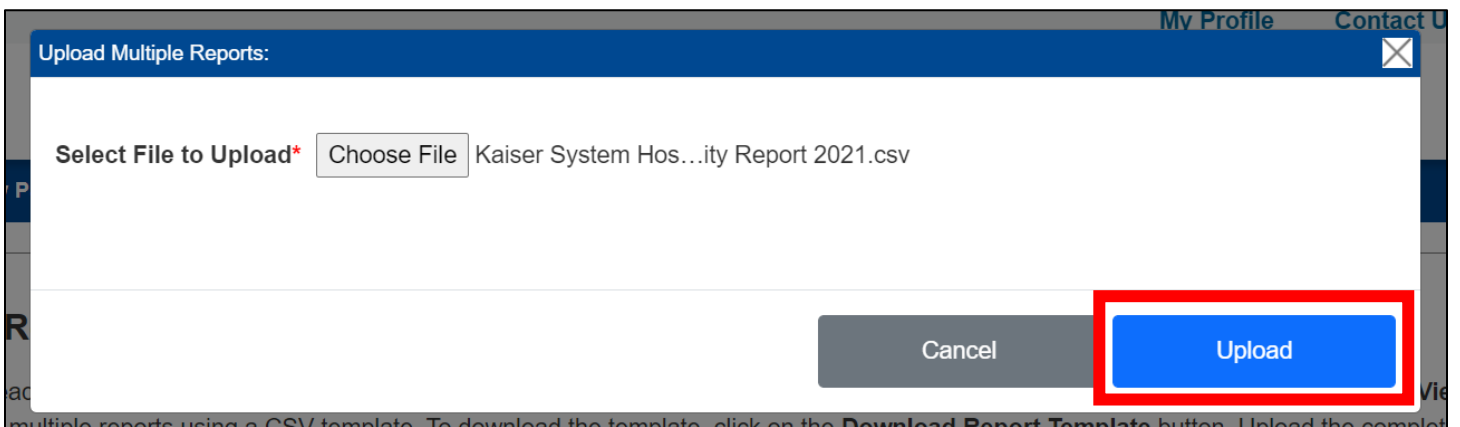 My Profile Contact U
Upload Multiple Reports:
Select File to Upload* Choose File Kaiser System Hos…ity Report 2021.csv
P
R
Cancel Upload
multiple reports using a CSV template. To download the template, click on the Download Report Template button. Upload the complet